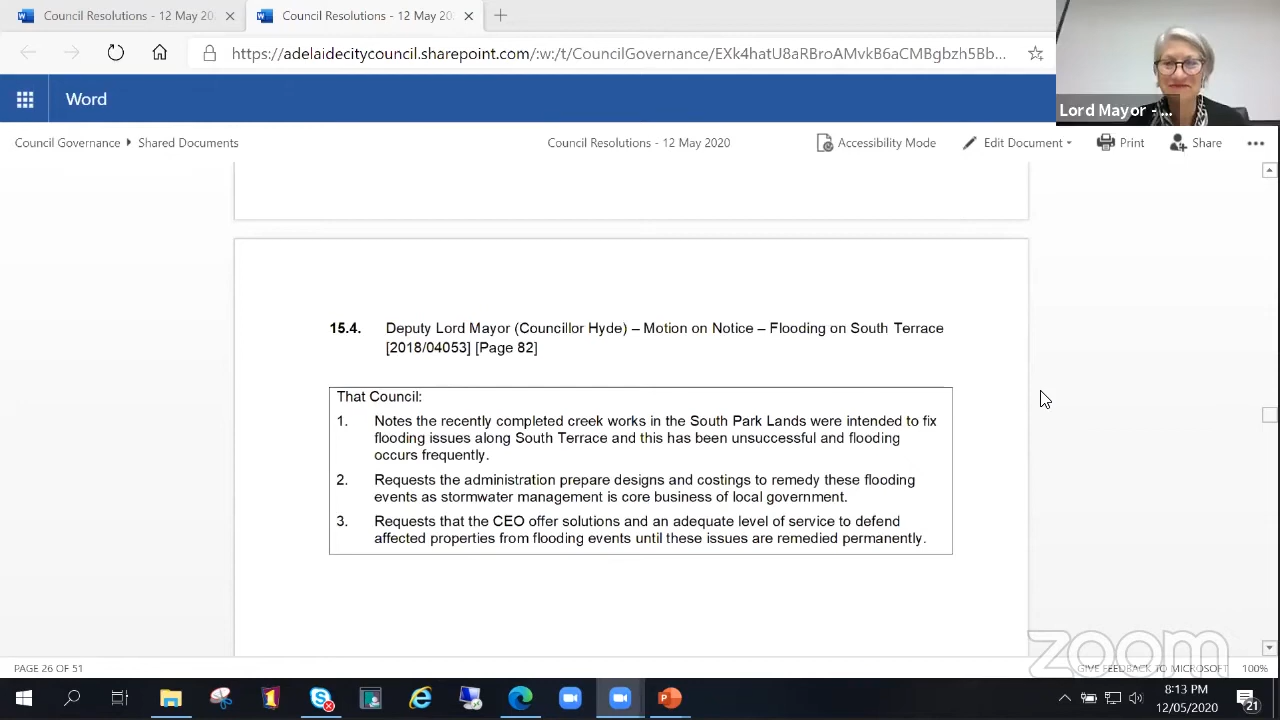 Council Resolutions - 12 May 202
Council Resolutions - 12 May 202
https://adelaidecitycouncil.sharepoint.com/:w:/t/CouncilGovernance/EXk4hatU8aRBroAMvkB6aCMBgbzh5Bb...
Lord Mayor - ...
Word
Council Governance
Shared Documents
Council Resolutions - 12 May 2020
Accessibility Mode
Edit Document
Print
Share
15.4. Deputy Lord Mayor (Councillor Hyde) – Motion on Notice – Flooding on South Terrace
[2018/04053] [Page 82]
That Council:
1. Notes the recently completed creek works in the South Park Lands were intended to fix
flooding issues along South Terrace and this has been unsuccessful and flooding
occurs frequently.
2. Requests the administration prepare designs and costings to remedy these flooding
events as stormwater management is core business of local government.
3. Requests that the CEO offer solutions and an adequate level of service to defend
affected properties from flooding events until these issues are remedied permanently.
zoom
PAGE 26 OF 51
GIVE FEEDBACK TO MICROSOFT
100%
8:13 PM
12/05/2020
21